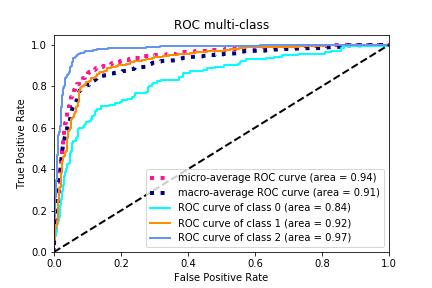 ROC multi-class
1.0
0.8
0.6
0.4
0.2
0.0
True Positive Rate
micro-average ROC curve (area = 0.94)
macro-average ROC curve (area = 0.91)
ROC curve of class 0 (area = 0.84)
ROC curve of class 1 (area = 0.92)
ROC curve of class 2 (area = 0.97)
0.0 0.2 0.4 0.6 0.8 1.0
False Positive Rate